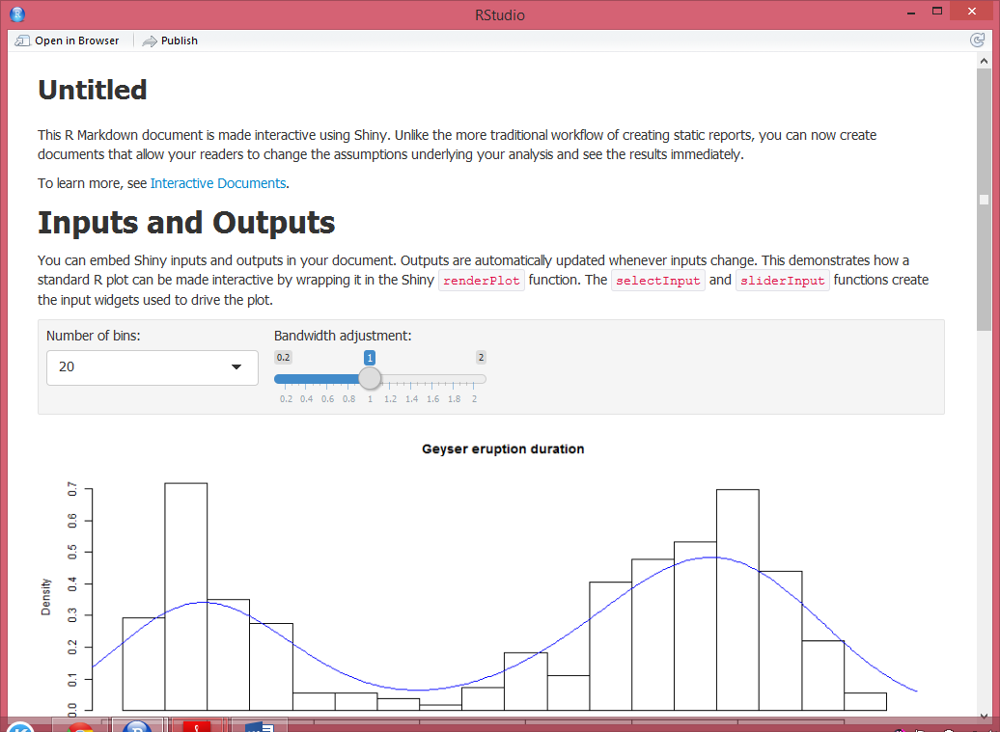 RStudio
Open in Browser Publish
Untitled
This R Markdown document is made interactive using Shiny. Unlike the more traditional workflow of creating static reports, you can now create
documents that allow your readers to change the assumptions underlying your analysis and see the results immediately.
To learn more, see Interactive Documents.
Inputs and Outputs
You can embed Shiny inputs and outputs in your document. Outputs are automatically updated whenever inputs change. This demonstrates how a
standard R plot can be made interactive by wrapping it in the Shiny renderPlot function. The selectInput and sliderInput functions create
the input widgets used to drive the plot.
Number of bins: Bandwidth adjustment:
0.2 1 2
20
0.2 0.4 0.6 0.8 1 1.2 1.4 1.6 1.8 2
Geyser eruption duration
0.7
0.6
0.5
0.4
Density
0.3
0.2
0.1
0.0